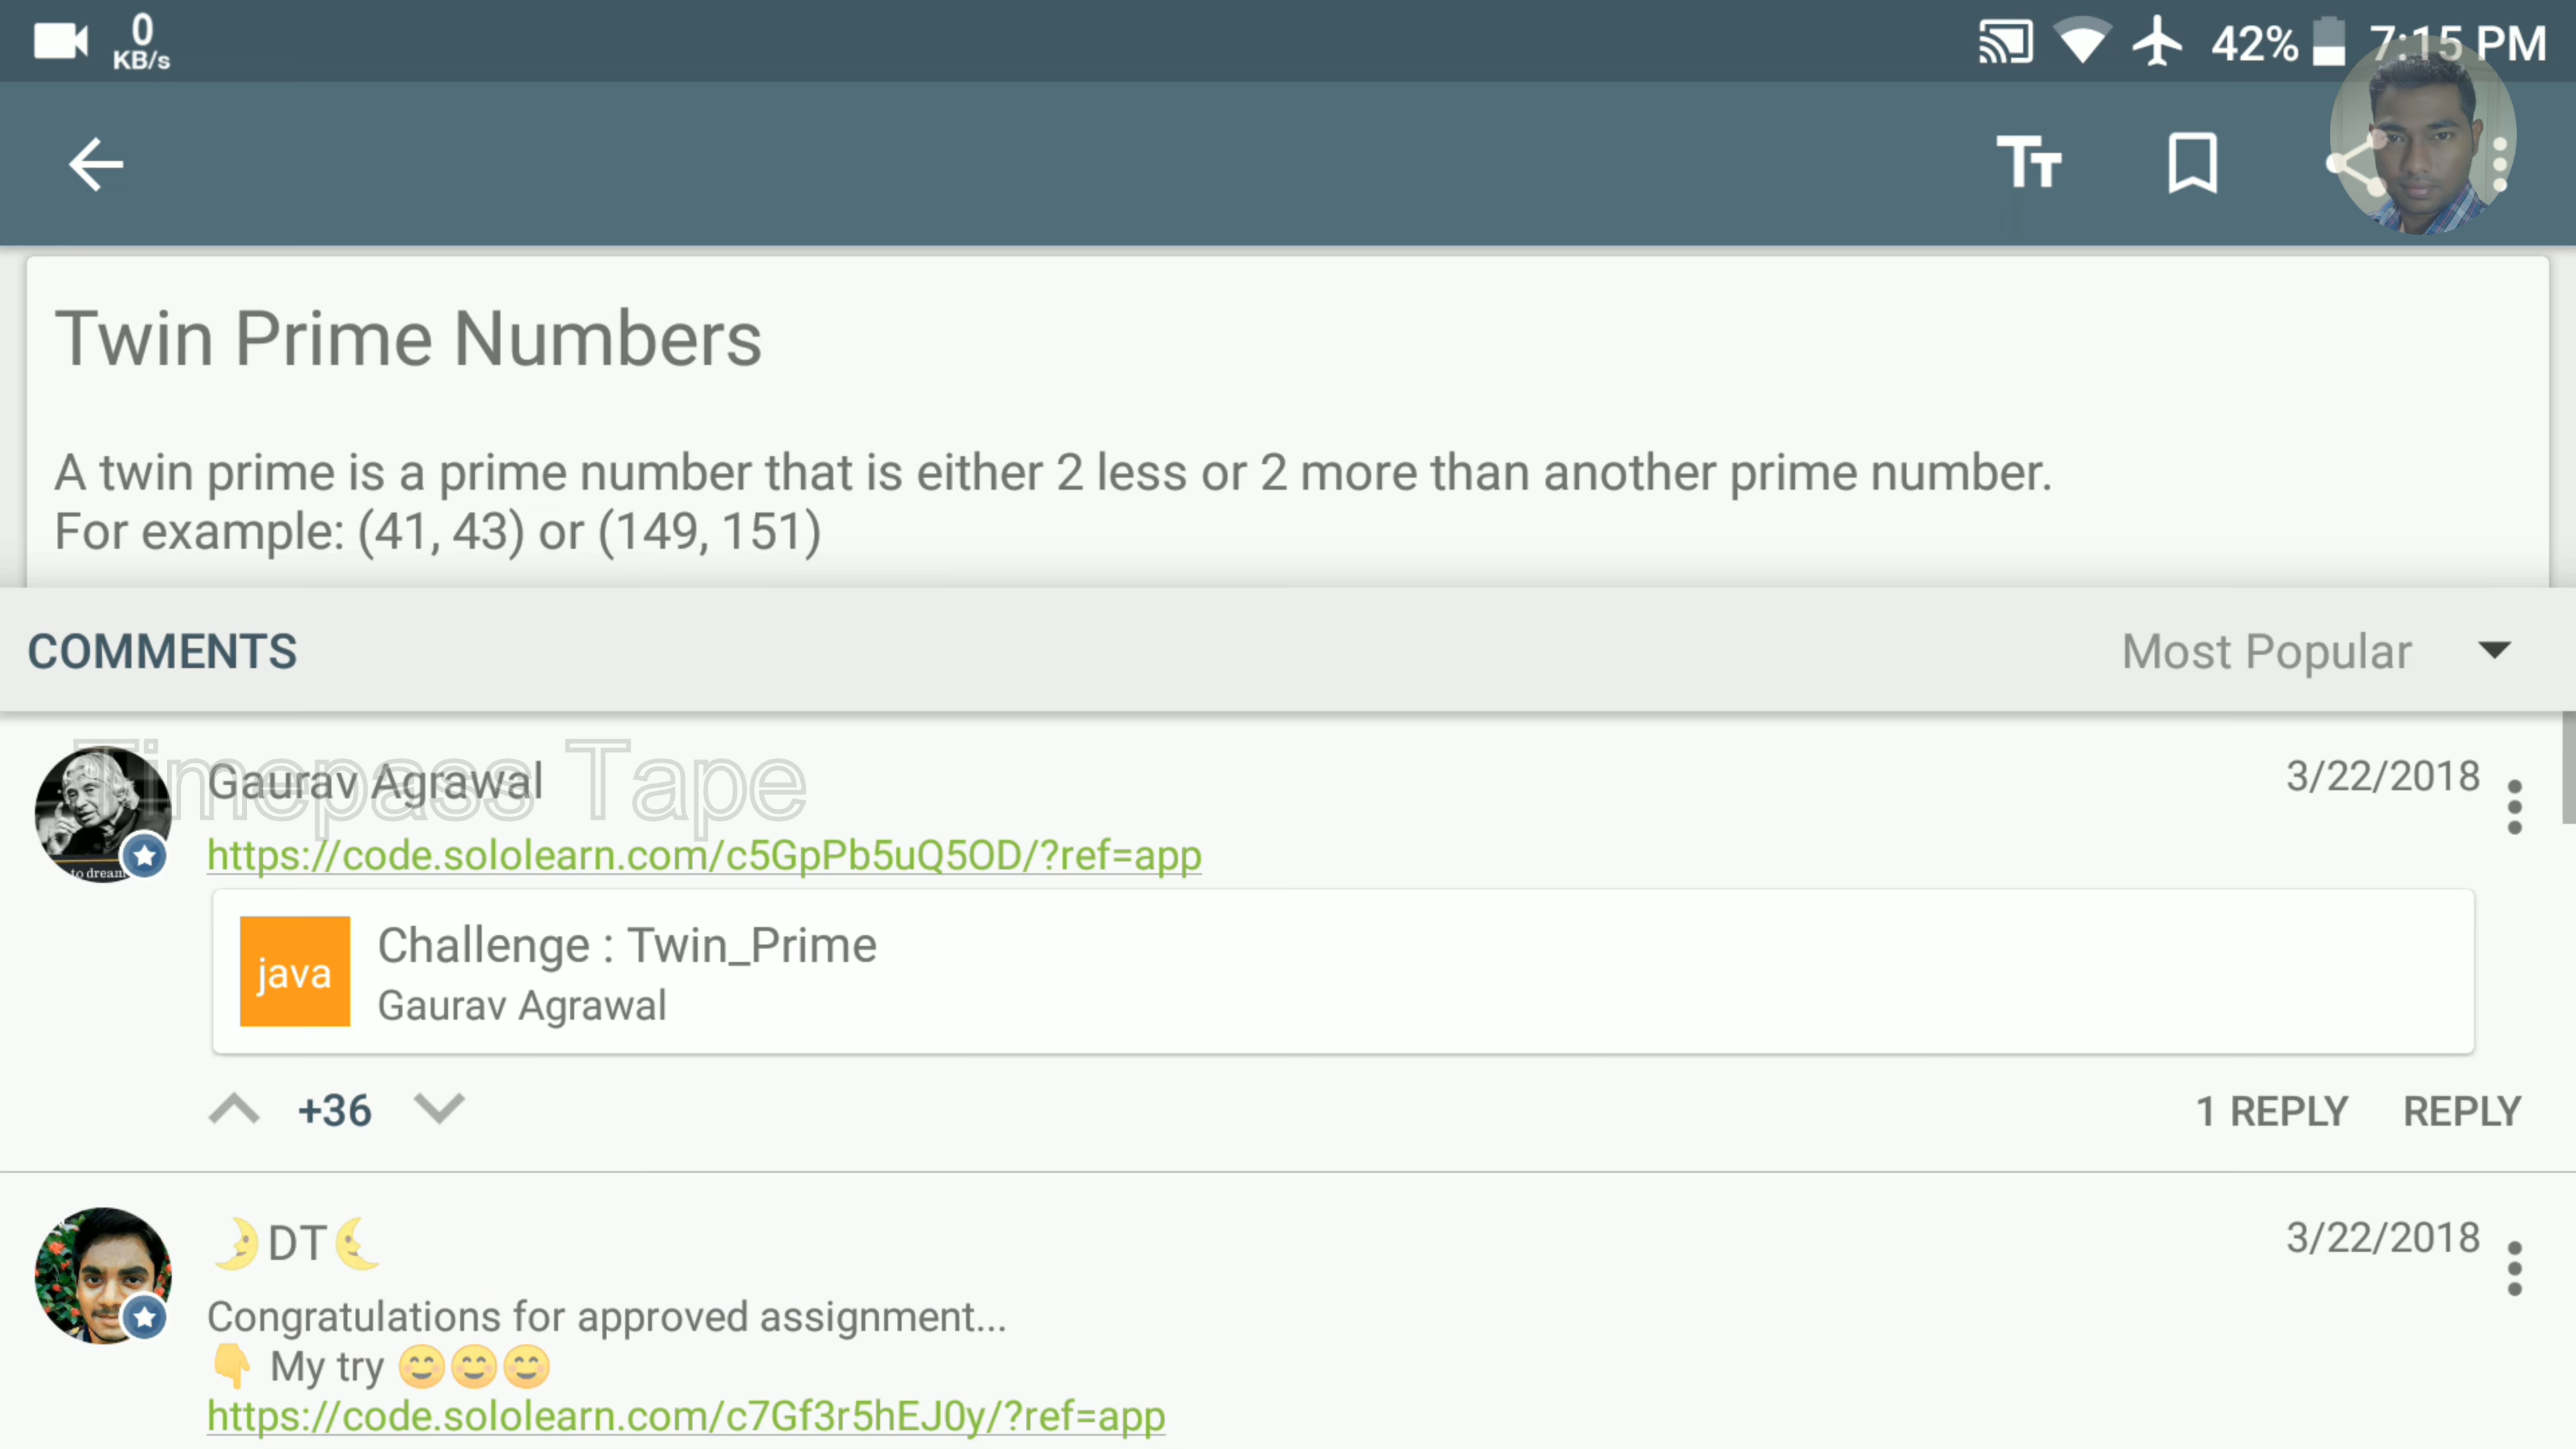 0
KB/s
42% 7:15 PM
TT
Twin Prime Numbers
A twin prime is a prime number that is either 2 less or 2 more than another prime number.
For example: (41, 43) or (149, 151)
COMMENTS
Most Popular
Timepass Tape
Gaurav Agrawal
3/22/2018
to dream
https://code.sololearn.com/c5GpPb5uQ5OD/?ref=app
java
Challenge : Twin_Prime
Gaurav Agrawal
+36
1 REPLY REPLY
🌛DT🌜
3/22/2018
Congratulations for approved assignment...
👇 My try 😊😊😊
https://code.sololearn.com/c7Gf3r5hEJ0y/?ref=app